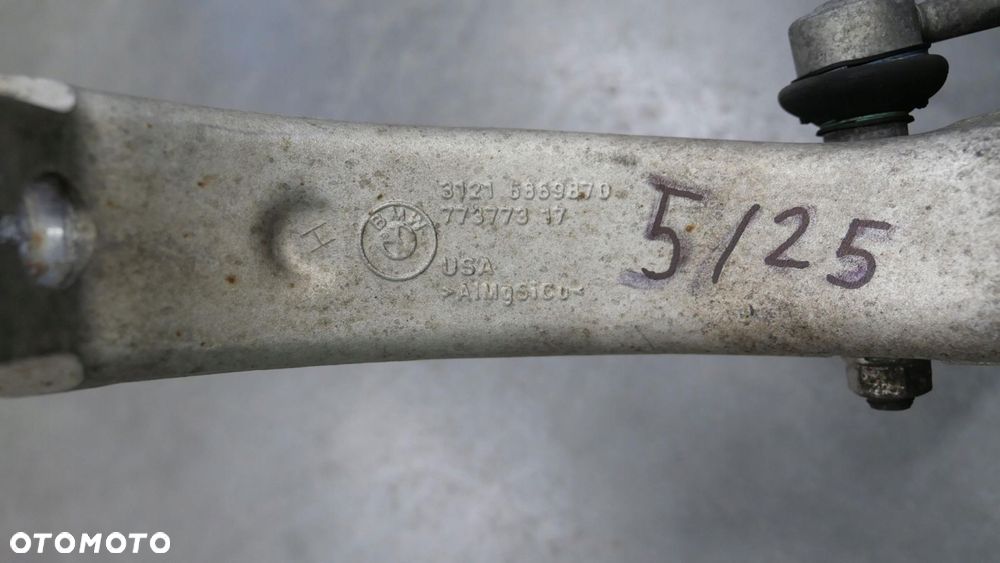 3121 6869870
773773 17
BMW
H
USA
>AlMgSiCu<
5/25
OTOMOTO